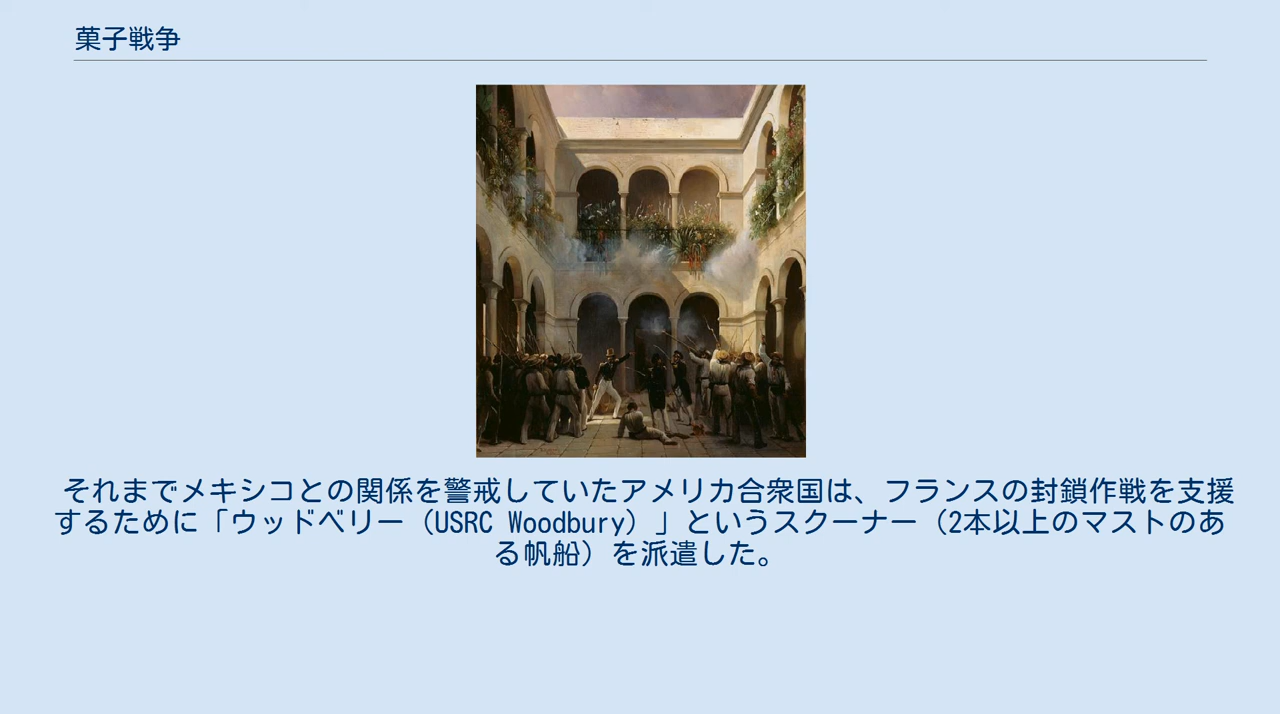 菓子戦争
それまでメキシコとの関係を警戒していたアメリカ合衆国は、フランスの封鎖作戦を支援
するために「ウッドベリー（USRC Woodbury）」というスクーナー（2本以上のマストのあ
る帆船）を派遣した。